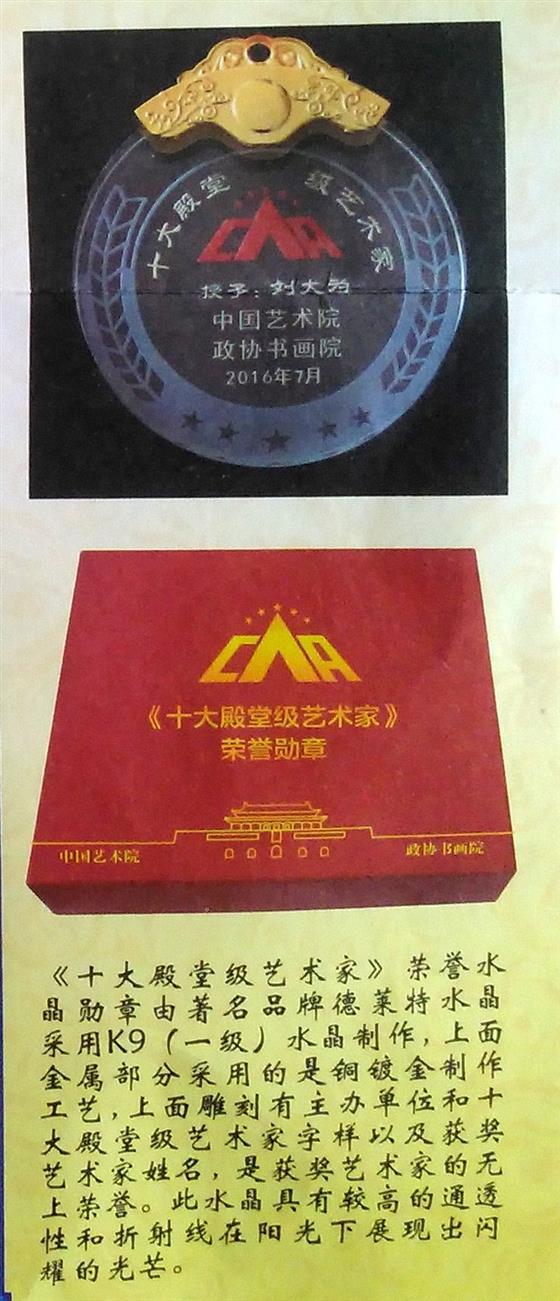 十大殿堂级艺术家
CAA
授予：刘大为
中国艺术院
政协书画院
2016年7月
CAA
《十大殿堂级艺术家》
荣誉勋章
中国艺术院
政协书画院
《十大殿堂级艺术家》荣誉水
晶勋章由著名品牌德莱特水晶
采用K9（一级）水晶制作，上面
金属部分采用的是铜镀金制作
工艺，上面雕刻有主办单位和十
大殿堂级艺术家字样以及获奖
艺术家姓名，是获奖艺术家的无
上荣誉。此水晶具有较高的通透
性和折射线在阳光下展现出闪
耀的光芒。